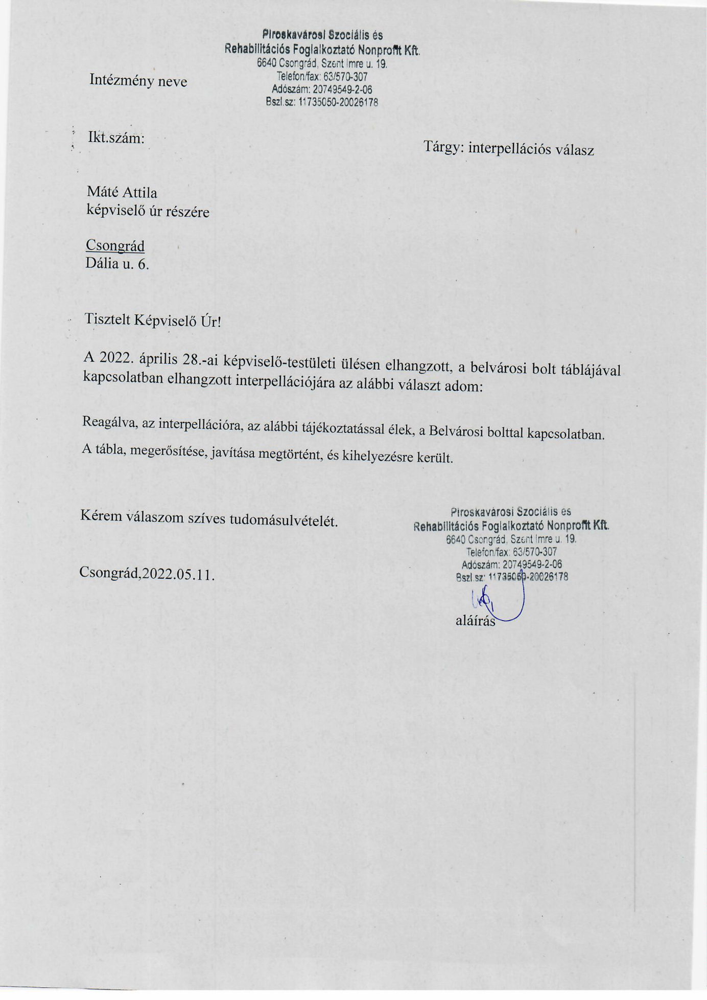 Piroskavárosi Szociális és
Rehabilitációs Foglalkoztató Nonprofit Kft.
6640 Csongrád, Szent Imre u. 19.
Telefon/fax: 63/570-307
Adószám: 20749549-2-06
Bszl.sz: 11735050-20026178
Intézmény neve
Ikt.szám:
Tárgy: interpellációs válasz
Máté Attila
képviselő úr részére
Csongrád
Dália u. 6.
Tisztelt Képviselő Úr!
A 2022. április 28.-ai képviselő-testületi ülésen elhangzott, a belvárosi bolt táblájával
kapcsolatban elhangzott interpellációjára az alábbi választ adom:
Reagálva, az interpellációra, az alábbi tájékoztatással élek, a Belvárosi bolttal kapcsolatban.
A tábla, megerősítése, javítása megtörtént, és kihelyezésre került.
Kérem válaszom szíves tudomásulvételét.
Csongrád,2022.05.11.
Piroskavárosi Szociális és
Rehabilitációs Foglalkoztató Nonprofit Kft.
6640 Csongrád, Szent Imre u. 19.
Telefon/fax: 63/570-307
Adószám: 20749549-2-06
Bszl.sz: 11735050-20026178
aláírás